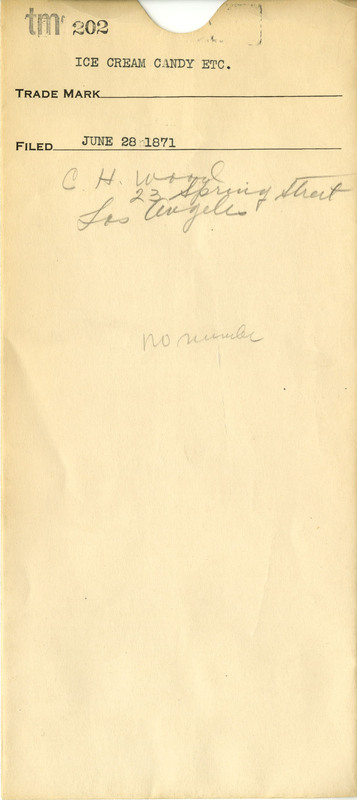 tm 202
ICE CREAM CANDY ETC.
TRADE MARK
FILED JUNE 28 1871
C. H. Wood
23 Spring Street
Los Angeles
no number